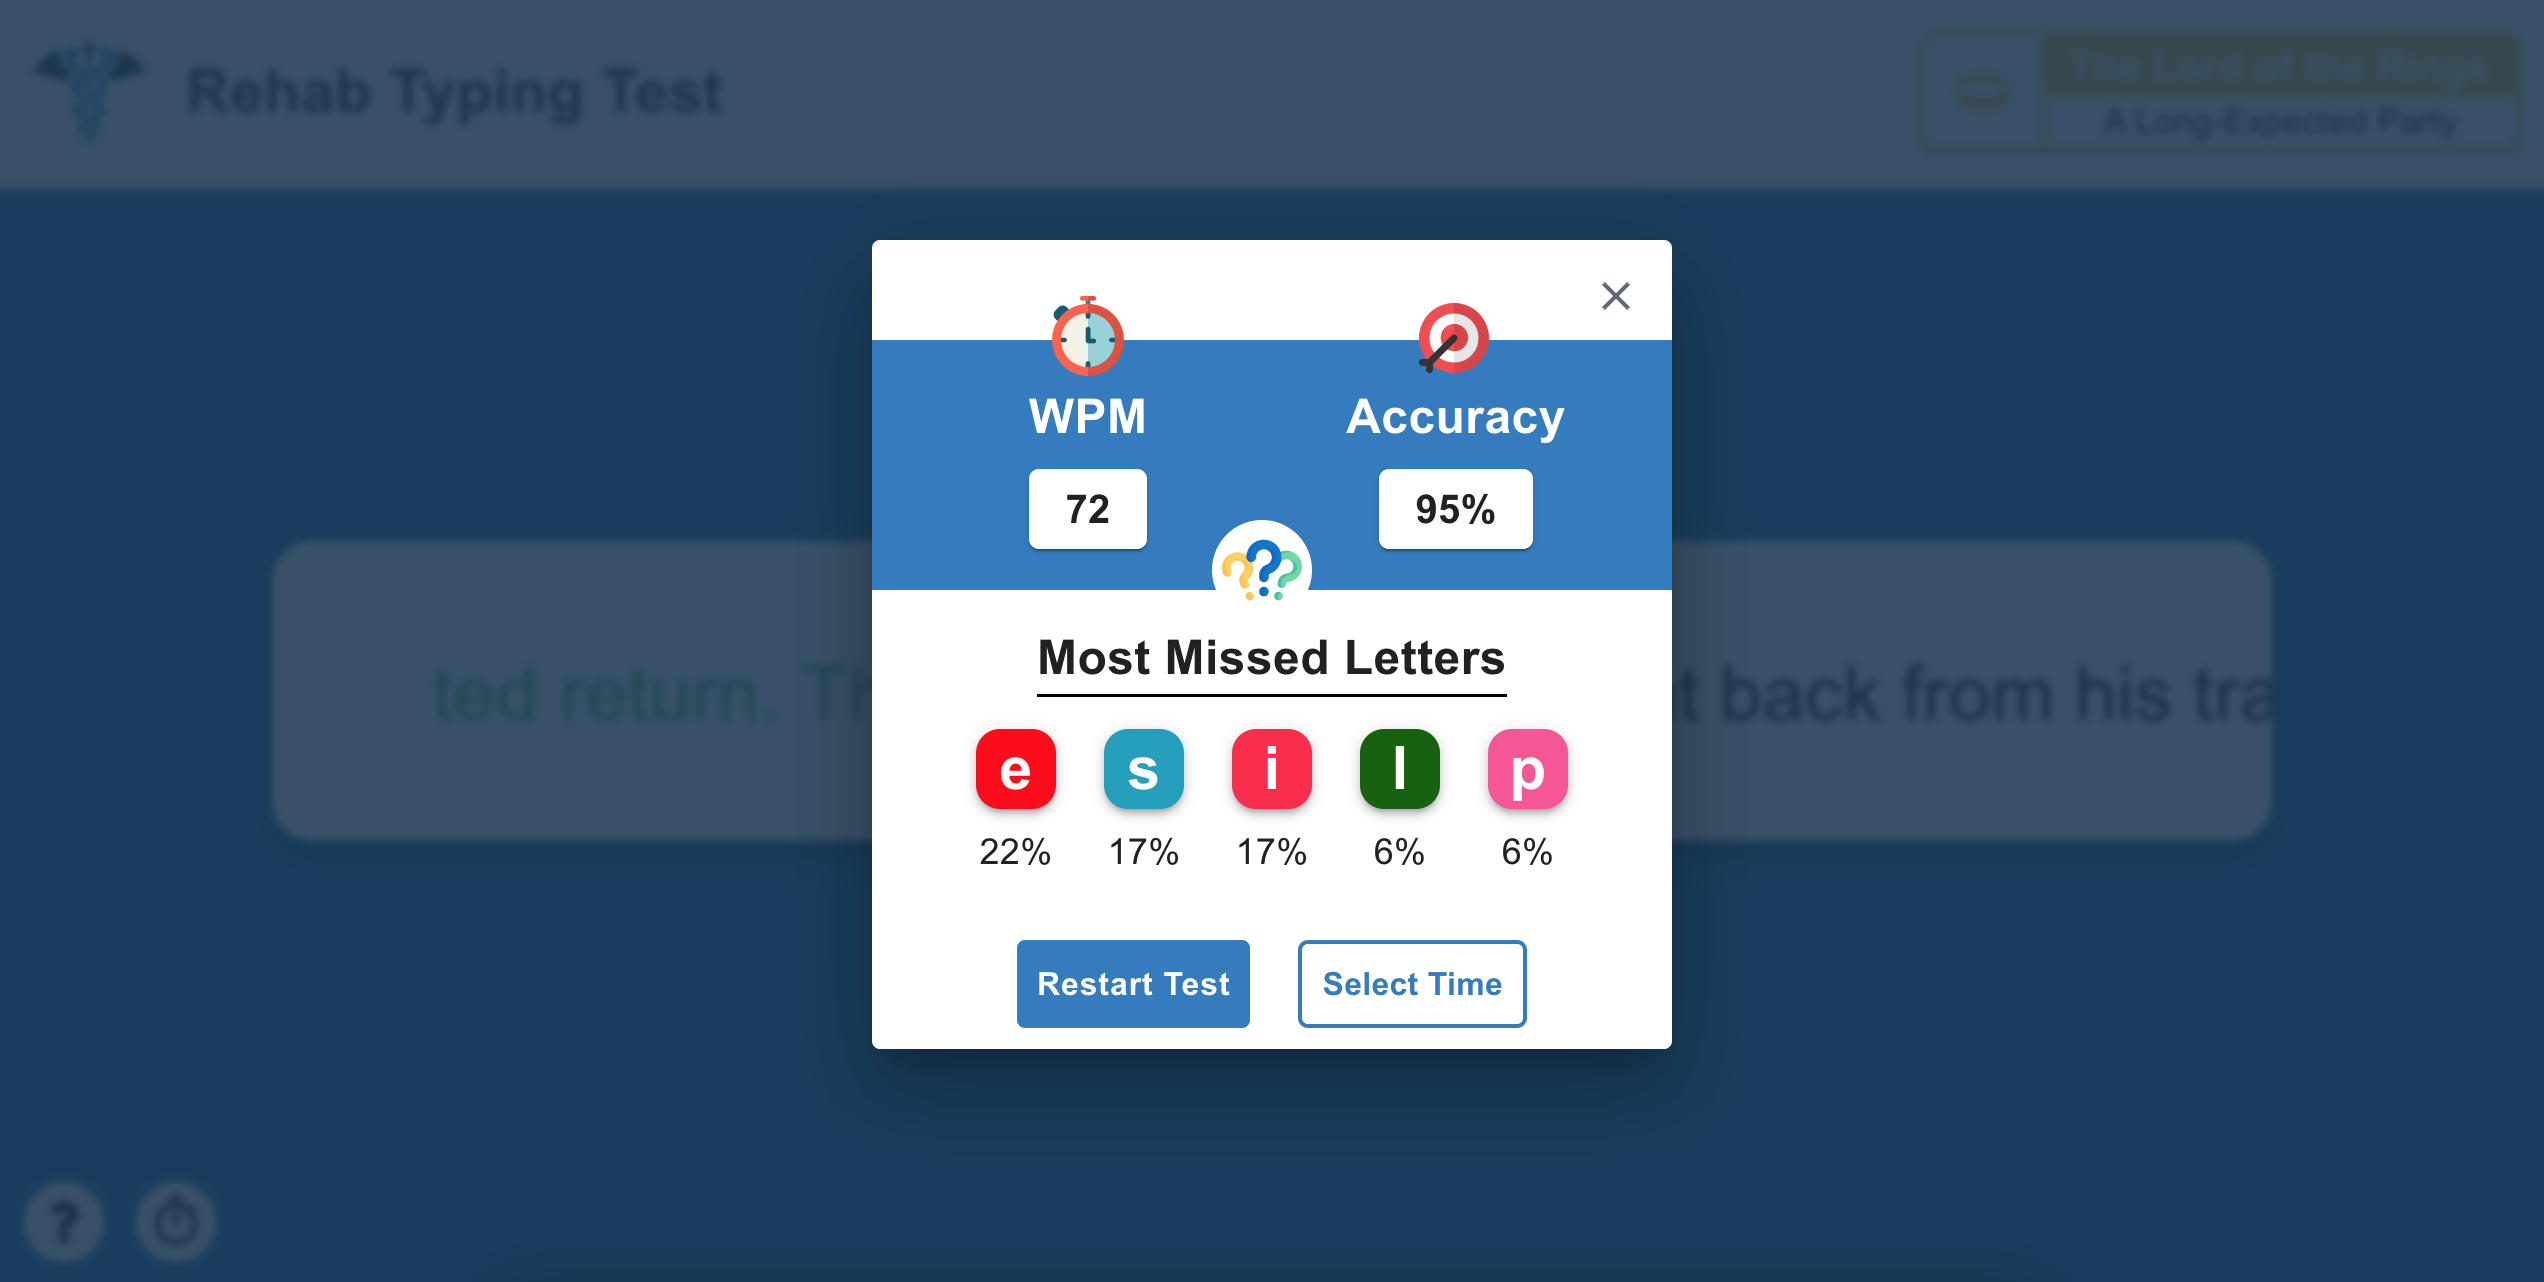 Rehab Typing Test
The Lord of the Rings
A Long-Expected Party
WPM
Accuracy
72
95%
ted return. Th
t back from his tra
Most Missed Letters
e s i l p
22% 17% 17% 6% 6%
Restart Test
Select Time
?